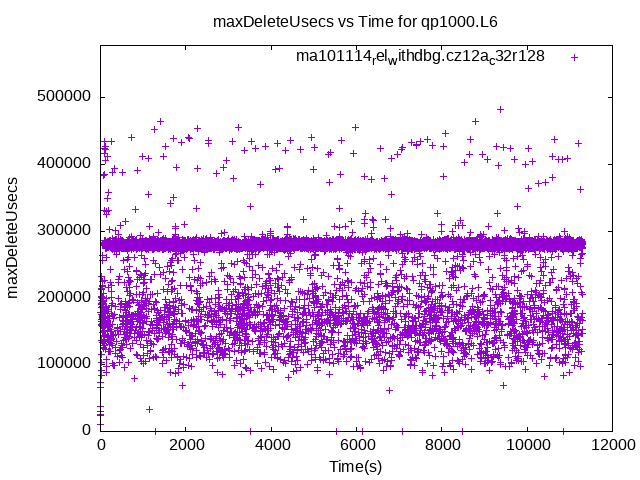 maxDeleteUsecs vs Time for qp1000.L6
ma101114relwithdbg.cz12ac32r128
500000
400000
300000
200000
100000
0
maxDeleteUsecs
0 2000 4000 6000 8000 10000 12000
Time(s)